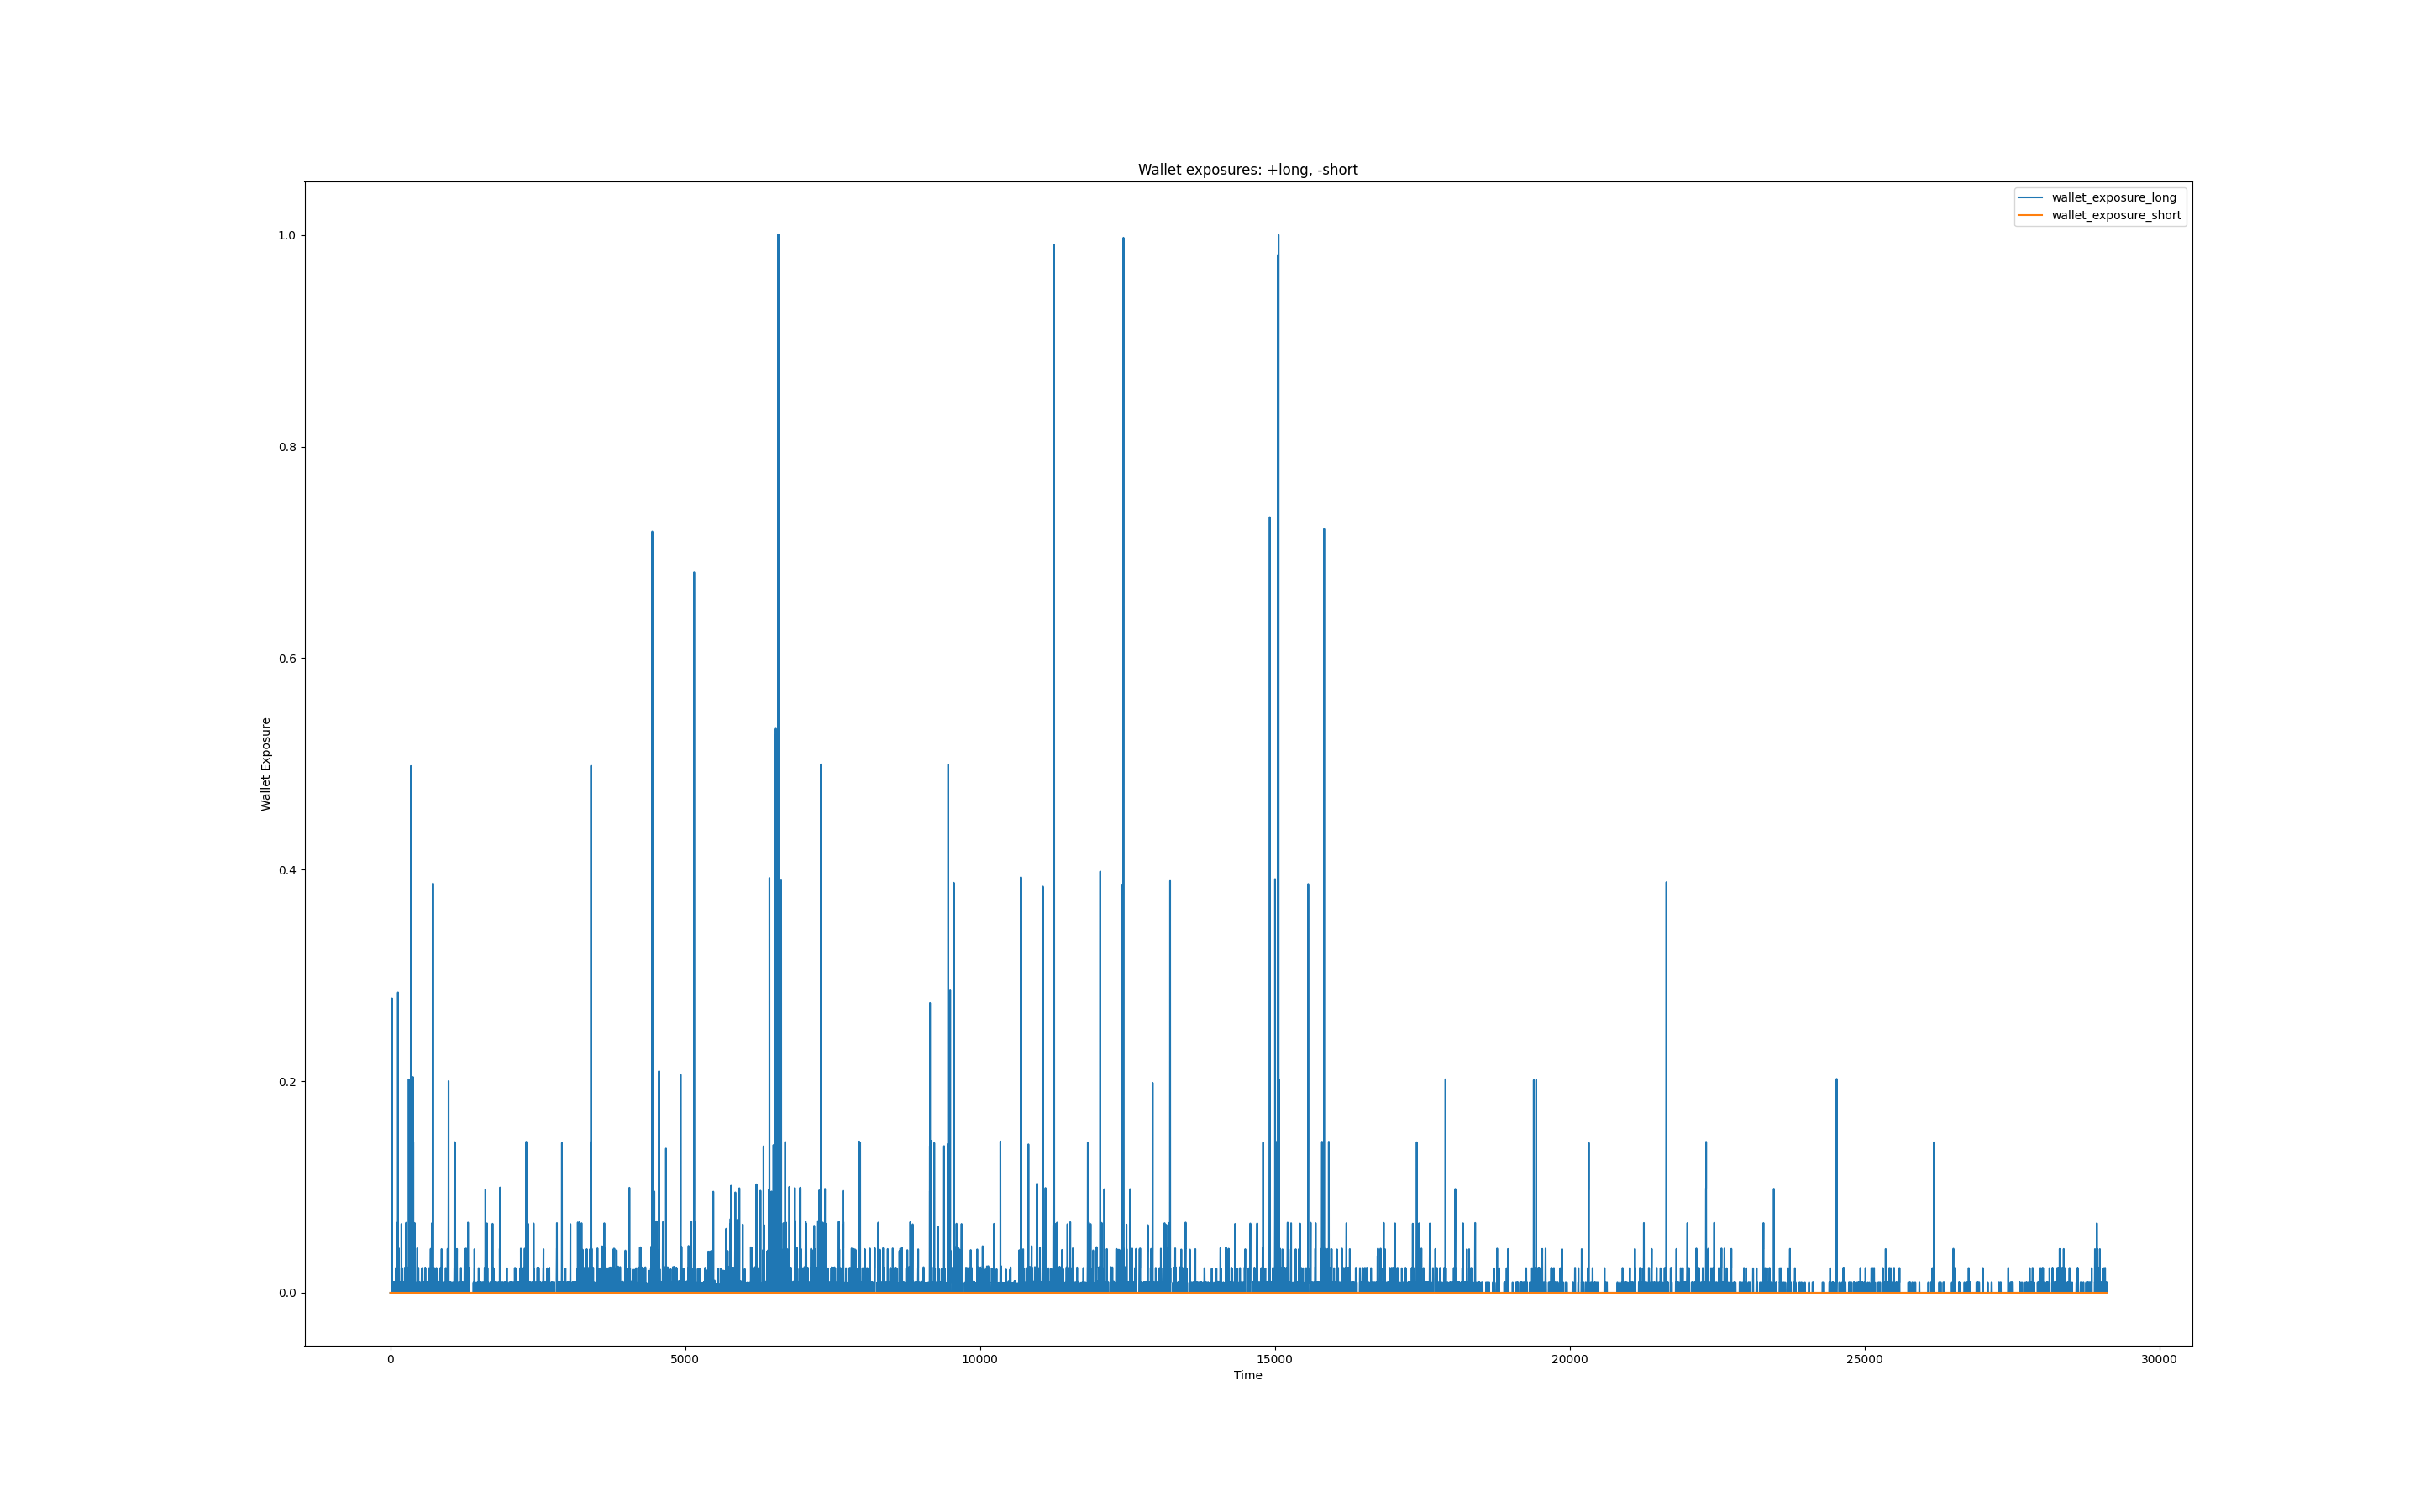 Wallet exposures: +long, -short
wallet_exposure_long
wallet_exposure_short
1.0
0.8
0.6
0.4
0.2
0.0
Wallet Exposure
0 5000 10000 15000 20000 25000 30000
Time